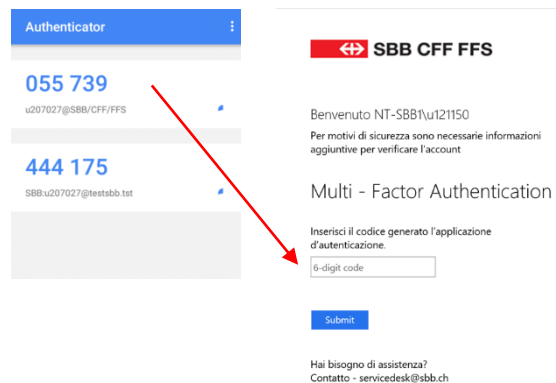 Authenticator
055 739
u207027@SBB/CFF/FFS
444 175
SBB:u207027@testsbb.tst
SBB CFF FFS
Benvenuto NT-SBB1\u121150
Per motivi di sicurezza sono necessarie informazioni
aggiuntive per verificare l'account
Multi - Factor Authentication
Inserisci il codice generato l'applicazione
d'autenticazione.
6-digit code
Submit
Hai bisogno di assistenza?
Contatto - servicedesk@sbb.ch